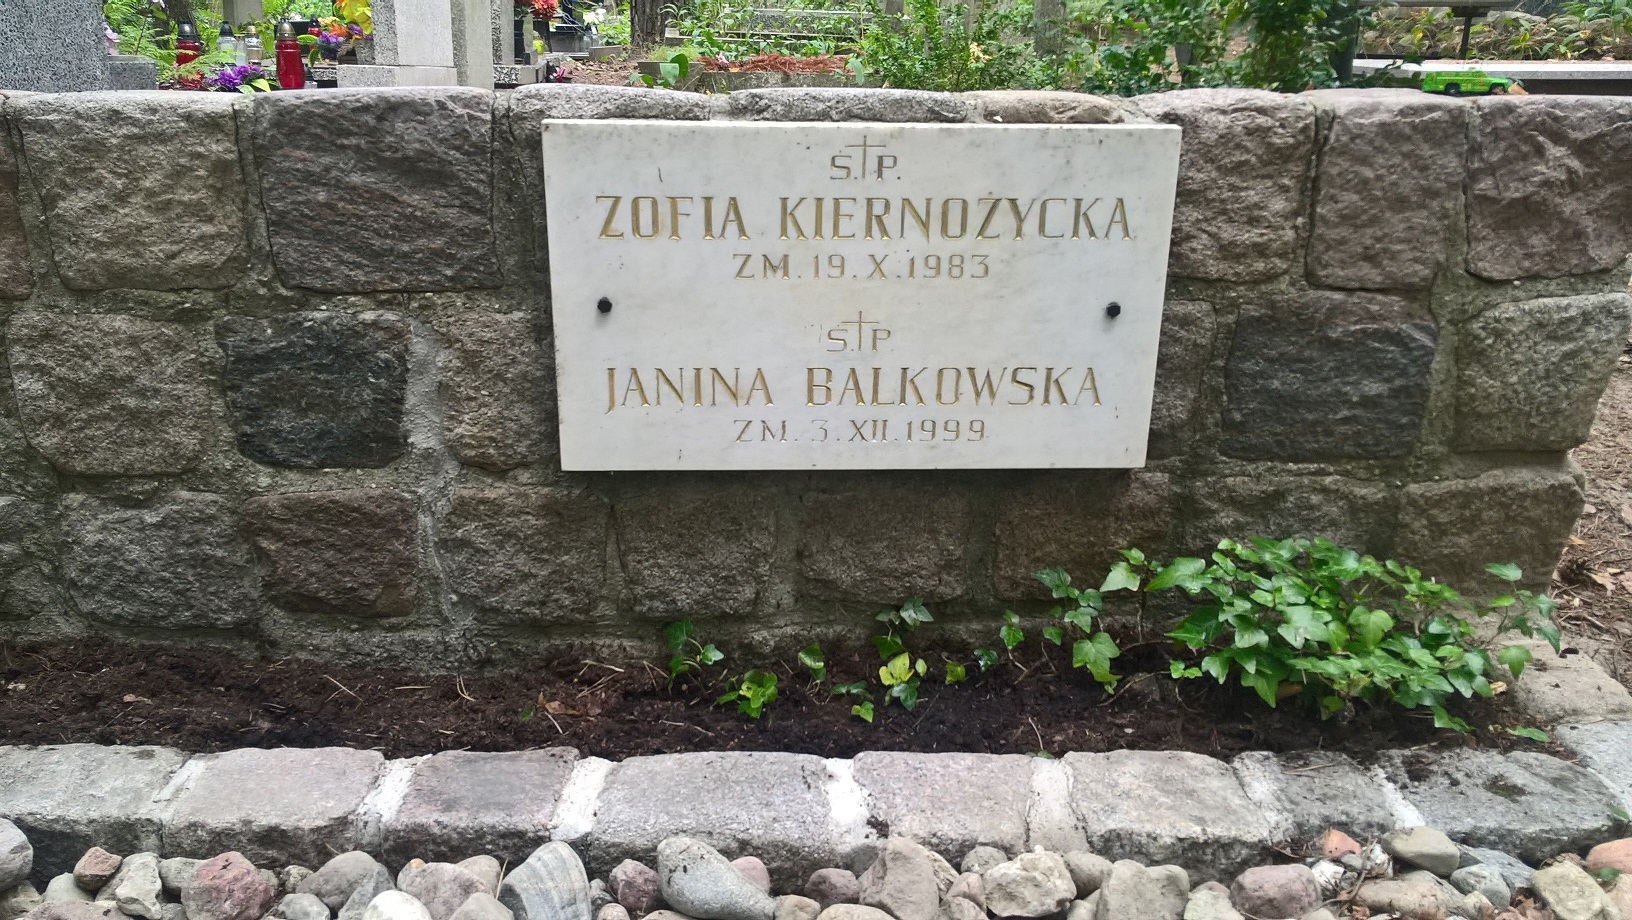 Ś.†P.
ZOFIA KIERNOŻYCKA
ZM. 19. X. 1983
Ś.†P.
JANINA BALKOWSKA
ZM. 3. XII. 1999